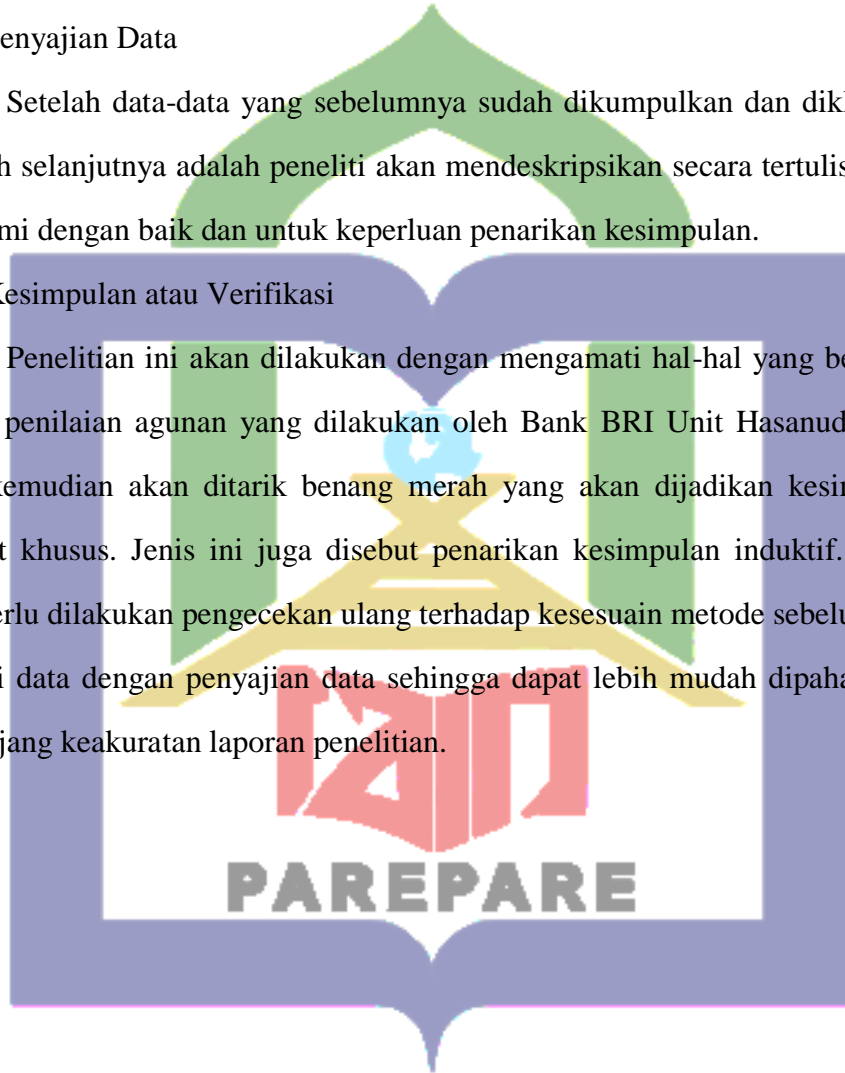 enyajian Data
Setelah data-data yang sebelumnya sudah dikumpulkan dan dikl
h selanjutnya adalah peneliti akan mendeskripsikan secara tertulis
mi dengan baik dan untuk keperluan penarikan kesimpulan.
Kesimpulan atau Verifikasi
Penelitian ini akan dilakukan dengan mengamati hal-hal yang be
penilaian agunan yang dilakukan oleh Bank BRI Unit Hasanud
kemudian akan ditarik benang merah yang akan dijadikan kesin
t khusus. Jenis ini juga disebut penarikan kesimpulan induktif.
erlu dilakukan pengecekan ulang terhadap kesesuain metode sebelu
i data dengan penyajian data sehingga dapat lebih mudah dipaha
jang keakuratan laporan penelitian.
iain
PAREPARE